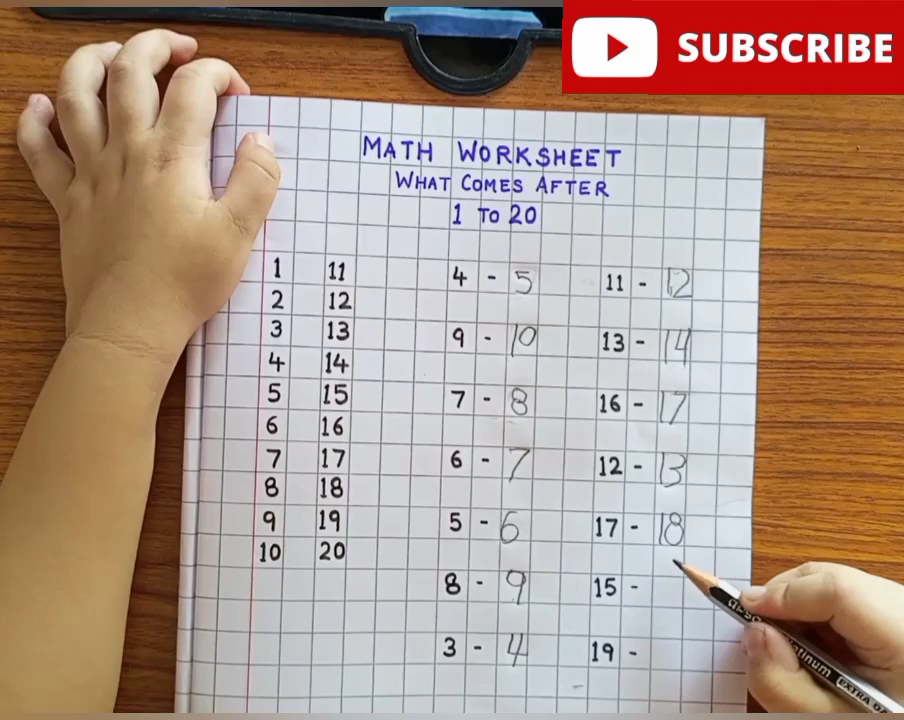 SUBSCRIBE
MATH WORKSHEET
WHAT COMES AFTER
1 TO 20
1 11 4 - 5 11 - 12
2 12
3 13 9 - 10 13 - 14
4 14
5 15 7 - 8 16 - 17
6 16
7 17 6 - 7 12 - 13
8 18
9 19 5 - 6 17 - 18
10 20
8 - 9 15 -
3 - 4 19 -